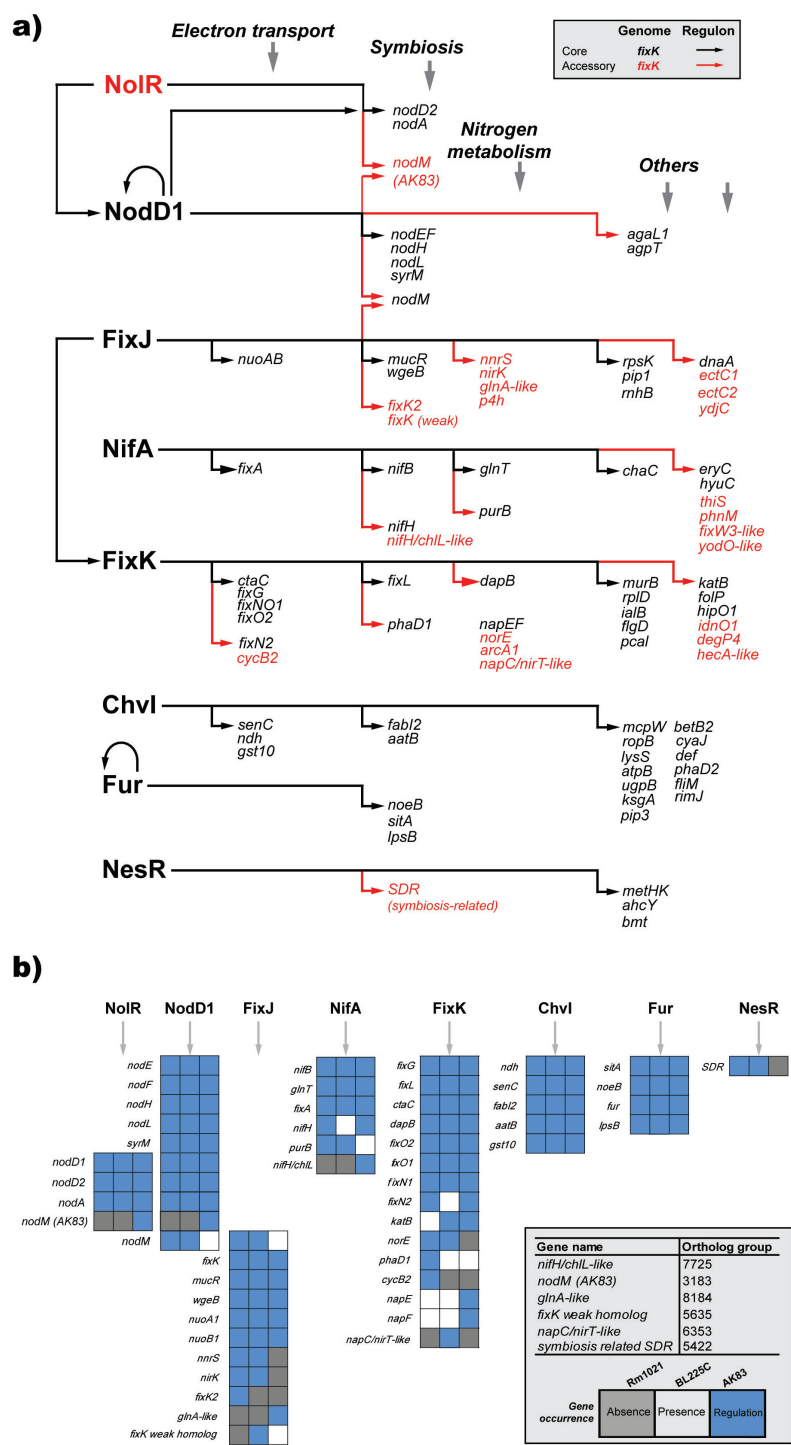 a)
Electron transport
Symbiosis
Nitrogen
metabolism
Others
Genome Regulon
Core fixK
Accessory fixK
NolR
nodD2
nodA
nodM
(AK83)
NodD1
nodEF
nodH
nodL
syrM
agaL1
agpT
nodM
FixJ
nuoAB
mucR
wgeB
fixK2
fixK (weak)
nnrS
nirK
glnA-like
p4h
rpsK
pip1
rnhB
dnaA
ectC1
ectC2
ydjC
NifA
fixA
nifB
nifH
nifH/chlL-like
glnT
purB
chaC
eryC
hyuC
thiS
phnM
fixW3-like
yodO-like
FixK
ctaC
fixG
fixNO1
fixO2
fixN2
cycB2
fixL
phaD1
dapB
napEF
norE
arcA1
napC/nirT-like
murB
rplD
ialB
flgD
pcaI
katB
folP
hipO1
idnO1
degP4
hecA-like
ChvI
senC
ndh
gst10
fabI2
aatB
mcpW betB2
ropB cyaJ
lysS def
atpB phaD2
ugpB fliM
ksgA rimJ
pip3
Fur
noeB
sitA
lpsB
NesR
SDR
(symbiosis-related)
metHK
ahcY
bmt
b)
NolR NodD1 FixJ NifA FixK ChvI Fur NesR
nodE
nodF
nodH
nodL
syrM
nodD1
nodD2
nodA
nodM (AK83)
nodM
fixK
mucR
wgeB
nuoA1
nuoB1
nnrS
nirK
fixK2
glnA-like
fixK weak homolog
nifB
glnT
fixA
nifH
purB
nifH/chlL
fixG
fixL
ctaC
dapB
fixO2
fixO1
fixN1
fixN2
katB
norE
phaD1
cycB2
napE
napF
napC/nirT-like
ndh
senC
fabI2
aatB
gst10
sitA
noeB
fur
lpsB
SDR
Gene name Ortholog group
nifH/chlL-like 7725
nodM (AK83) 3183
glnA-like 8184
fixK weak homolog 5635
napC/nirT-like 6353
symbiosis related SDR 5422
Rm1021 BL225C AK83
Gene
occurrence
Absence Presence Regulation